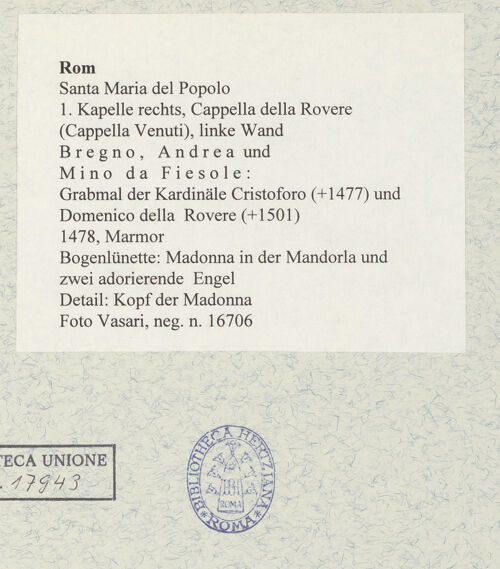 Rom
Santa Maria del Popolo
1. Kapelle rechts, Cappella della Rovere
(Cappella Venuti), linke Wand
Bregno, Andrea und
Mino da Fiesole:
Grabmal der Kardinäle Cristoforo (+1477) und
Domenico della Rovere (+1501)
1478, Marmor
Bogenlünette: Madonna in der Mandorla und
zwei adorierende Engel
Detail: Kopf der Madonna
Foto Vasari, neg. n. 16706
TECA UNIONE
. 17943
BIBLIOTHECA HERTZIANA
ROMA
ROMA